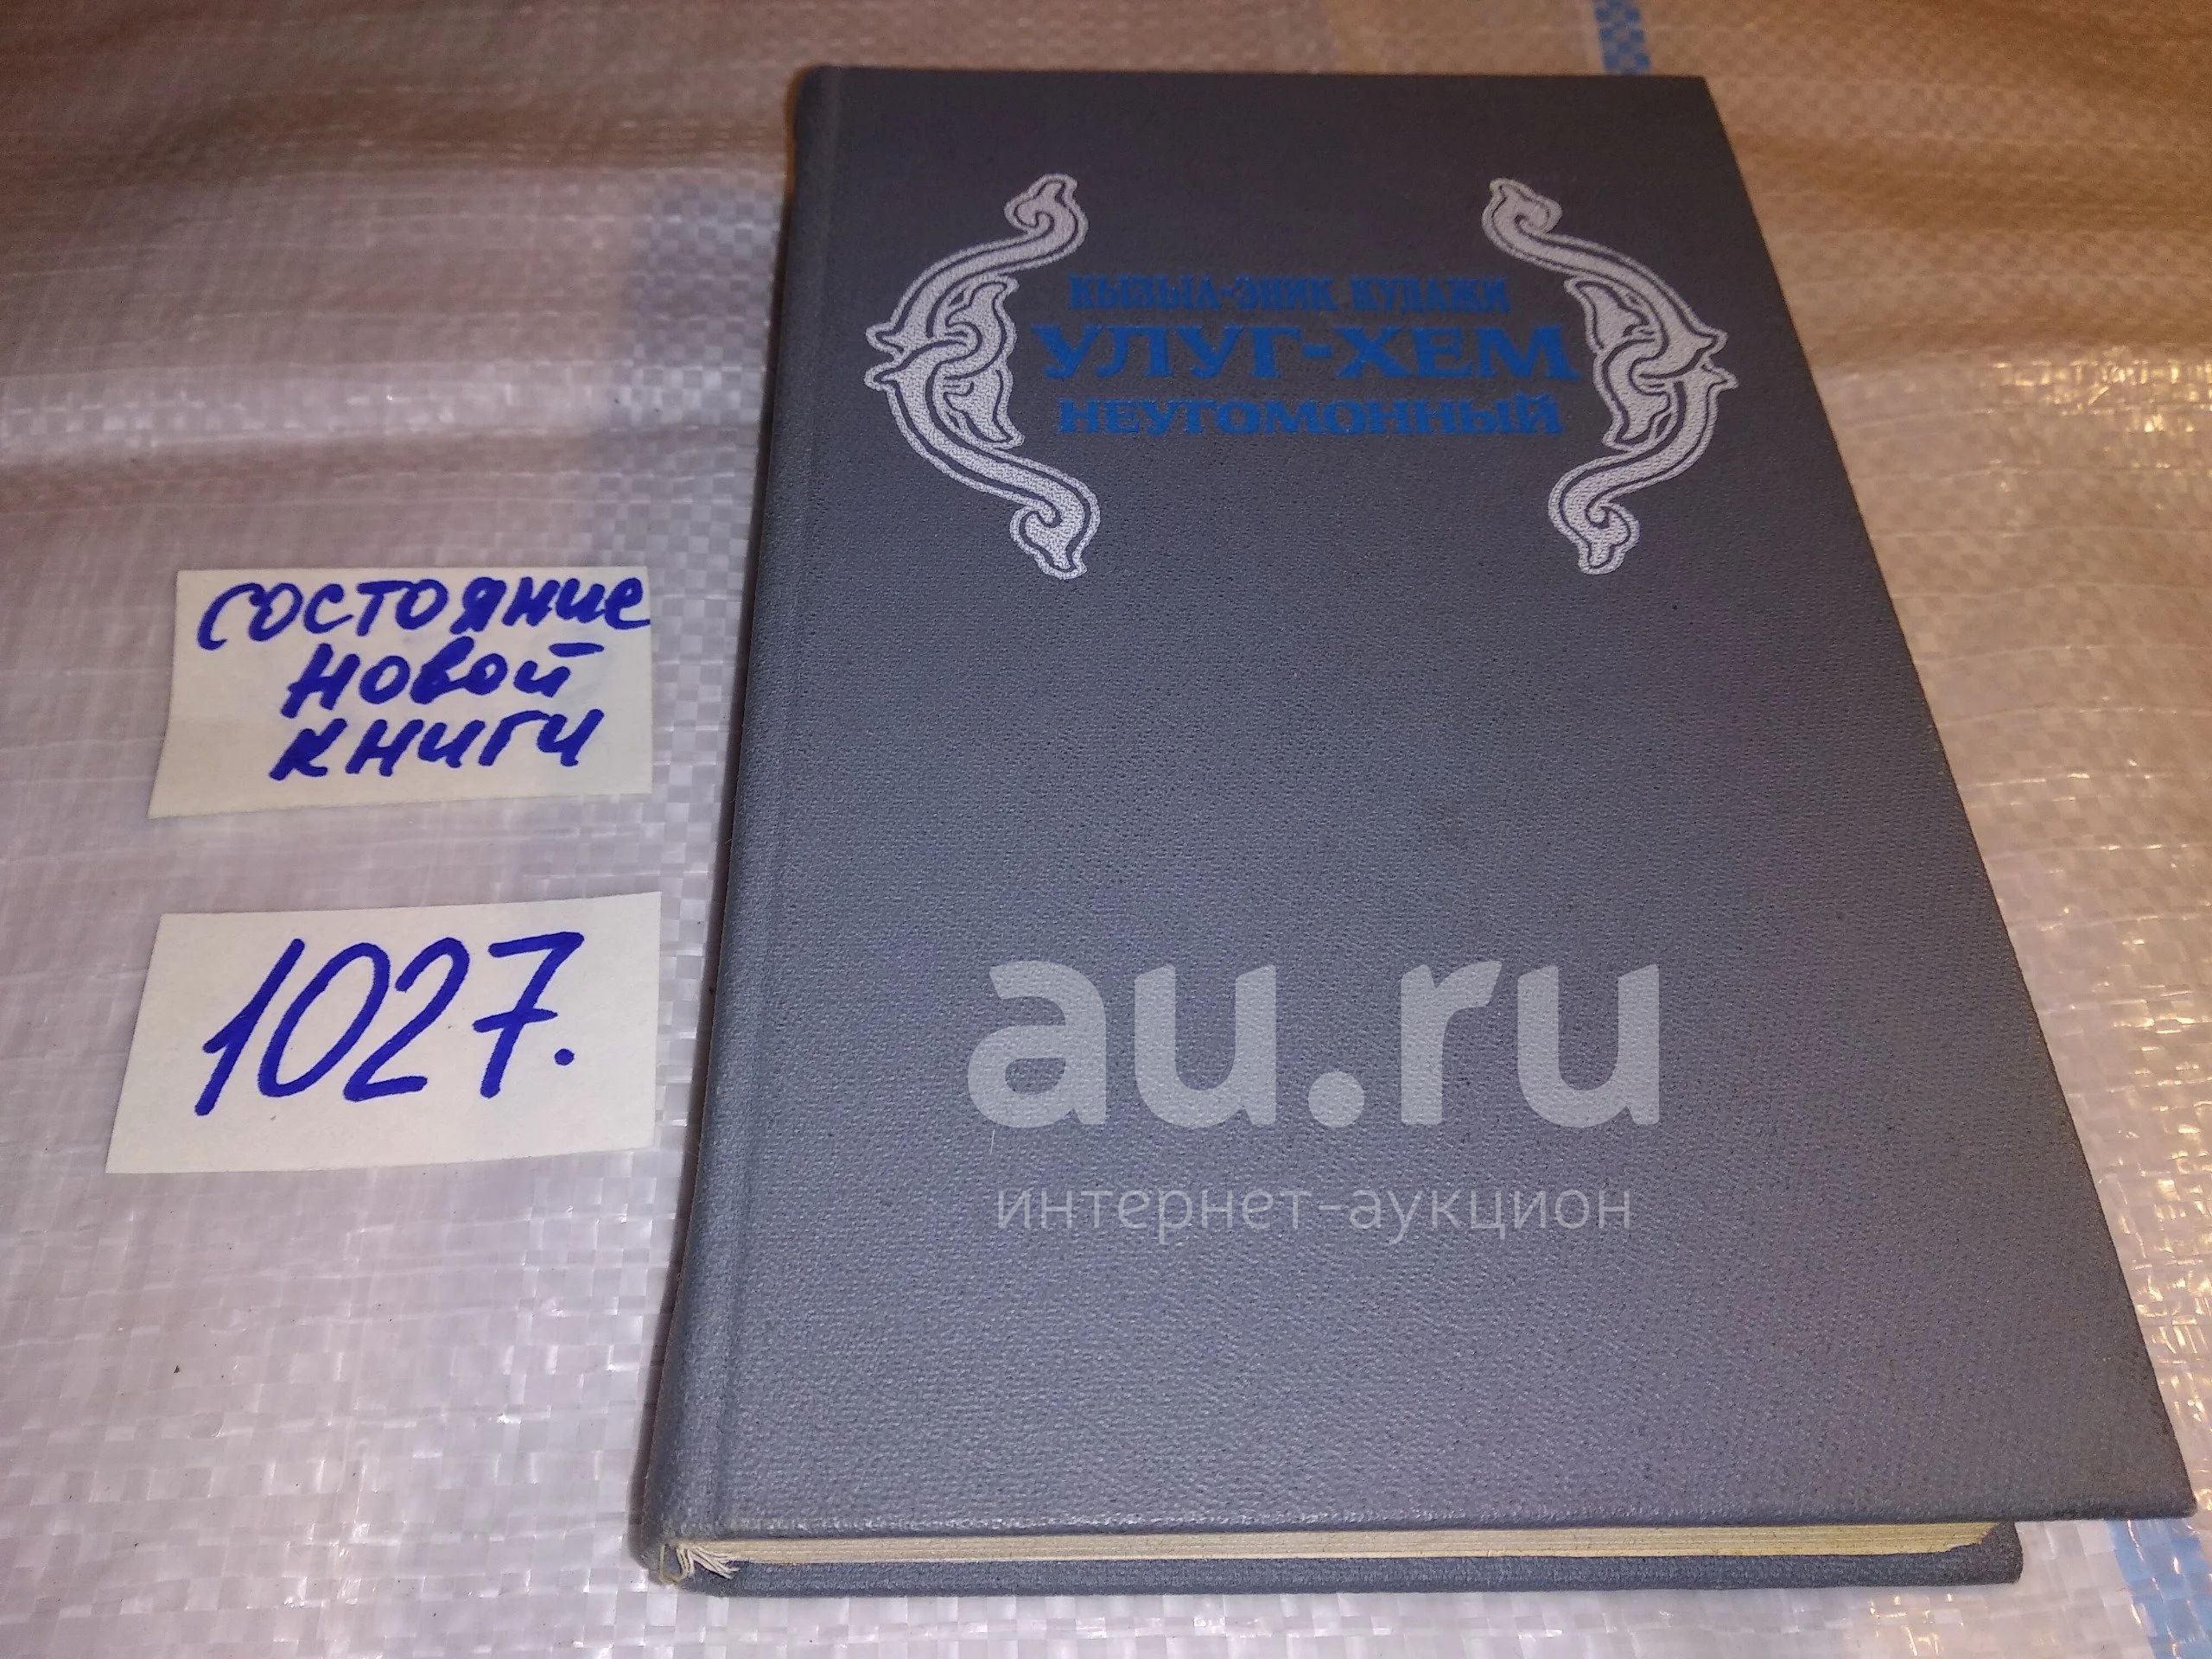 КЫЗЫЛ-ЭНИК КУДАЖИ
УЛУГ-ХЕМ
НЕУГОМОННЫЙ
состояние
новой
книги
1027.
au.ru
интернет-аукцион